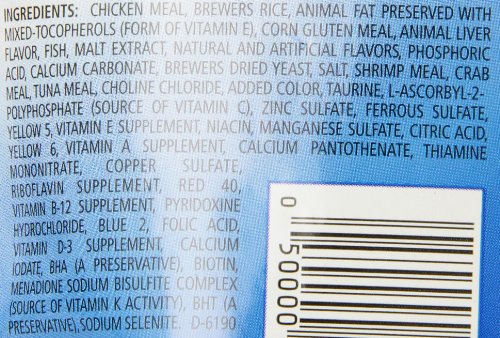 INGREDIENTS: CHICKEN MEAL, BREWERS RICE, ANIMAL FAT PRESERVED WITH
MIXED-TOCOPHEROLS (FORM OF VITAMIN E), CORN GLUTEN MEAL, ANIMAL LIVER
FLAVOR, FISH, MALT EXTRACT, NATURAL AND ARTIFICIAL FLAVORS, PHOSPHORIC
ACID, CALCIUM CARBONATE, BREWERS DRIED YEAST, SALT, SHRIMP MEAL, CRAB
MEAL, TUNA MEAL, CHOLINE CHLORIDE, ADDED COLOR, TAURINE, L-ASCORBYL-2-
POLYPHOSPHATE (SOURCE OF VITAMIN C), ZINC SULFATE, FERROUS SULFATE,
YELLOW 5, VITAMIN E SUPPLEMENT, NIACIN, MANGANESE SULFATE, CITRIC ACID,
YELLOW 6, VITAMIN A SUPPLEMENT, CALCIUM PANTOTHENATE, THIAMINE
MONONITRATE, COPPER SULFATE,
RIBOFLAVIN SUPPLEMENT, RED 40,
VITAMIN B-12 SUPPLEMENT, PYRIDOXINE
HYDROCHLORIDE, BLUE 2, FOLIC ACID,
VITAMIN D-3 SUPPLEMENT, CALCIUM
IODATE, BHA (A PRESERVATIVE), BIOTIN,
MENADIONE SODIUM BISULFITE COMPLEX
(SOURCE OF VITAMIN K ACTIVITY), BHT (A
PRESERVATIVE), SODIUM SELENITE. D-6190
0 50000